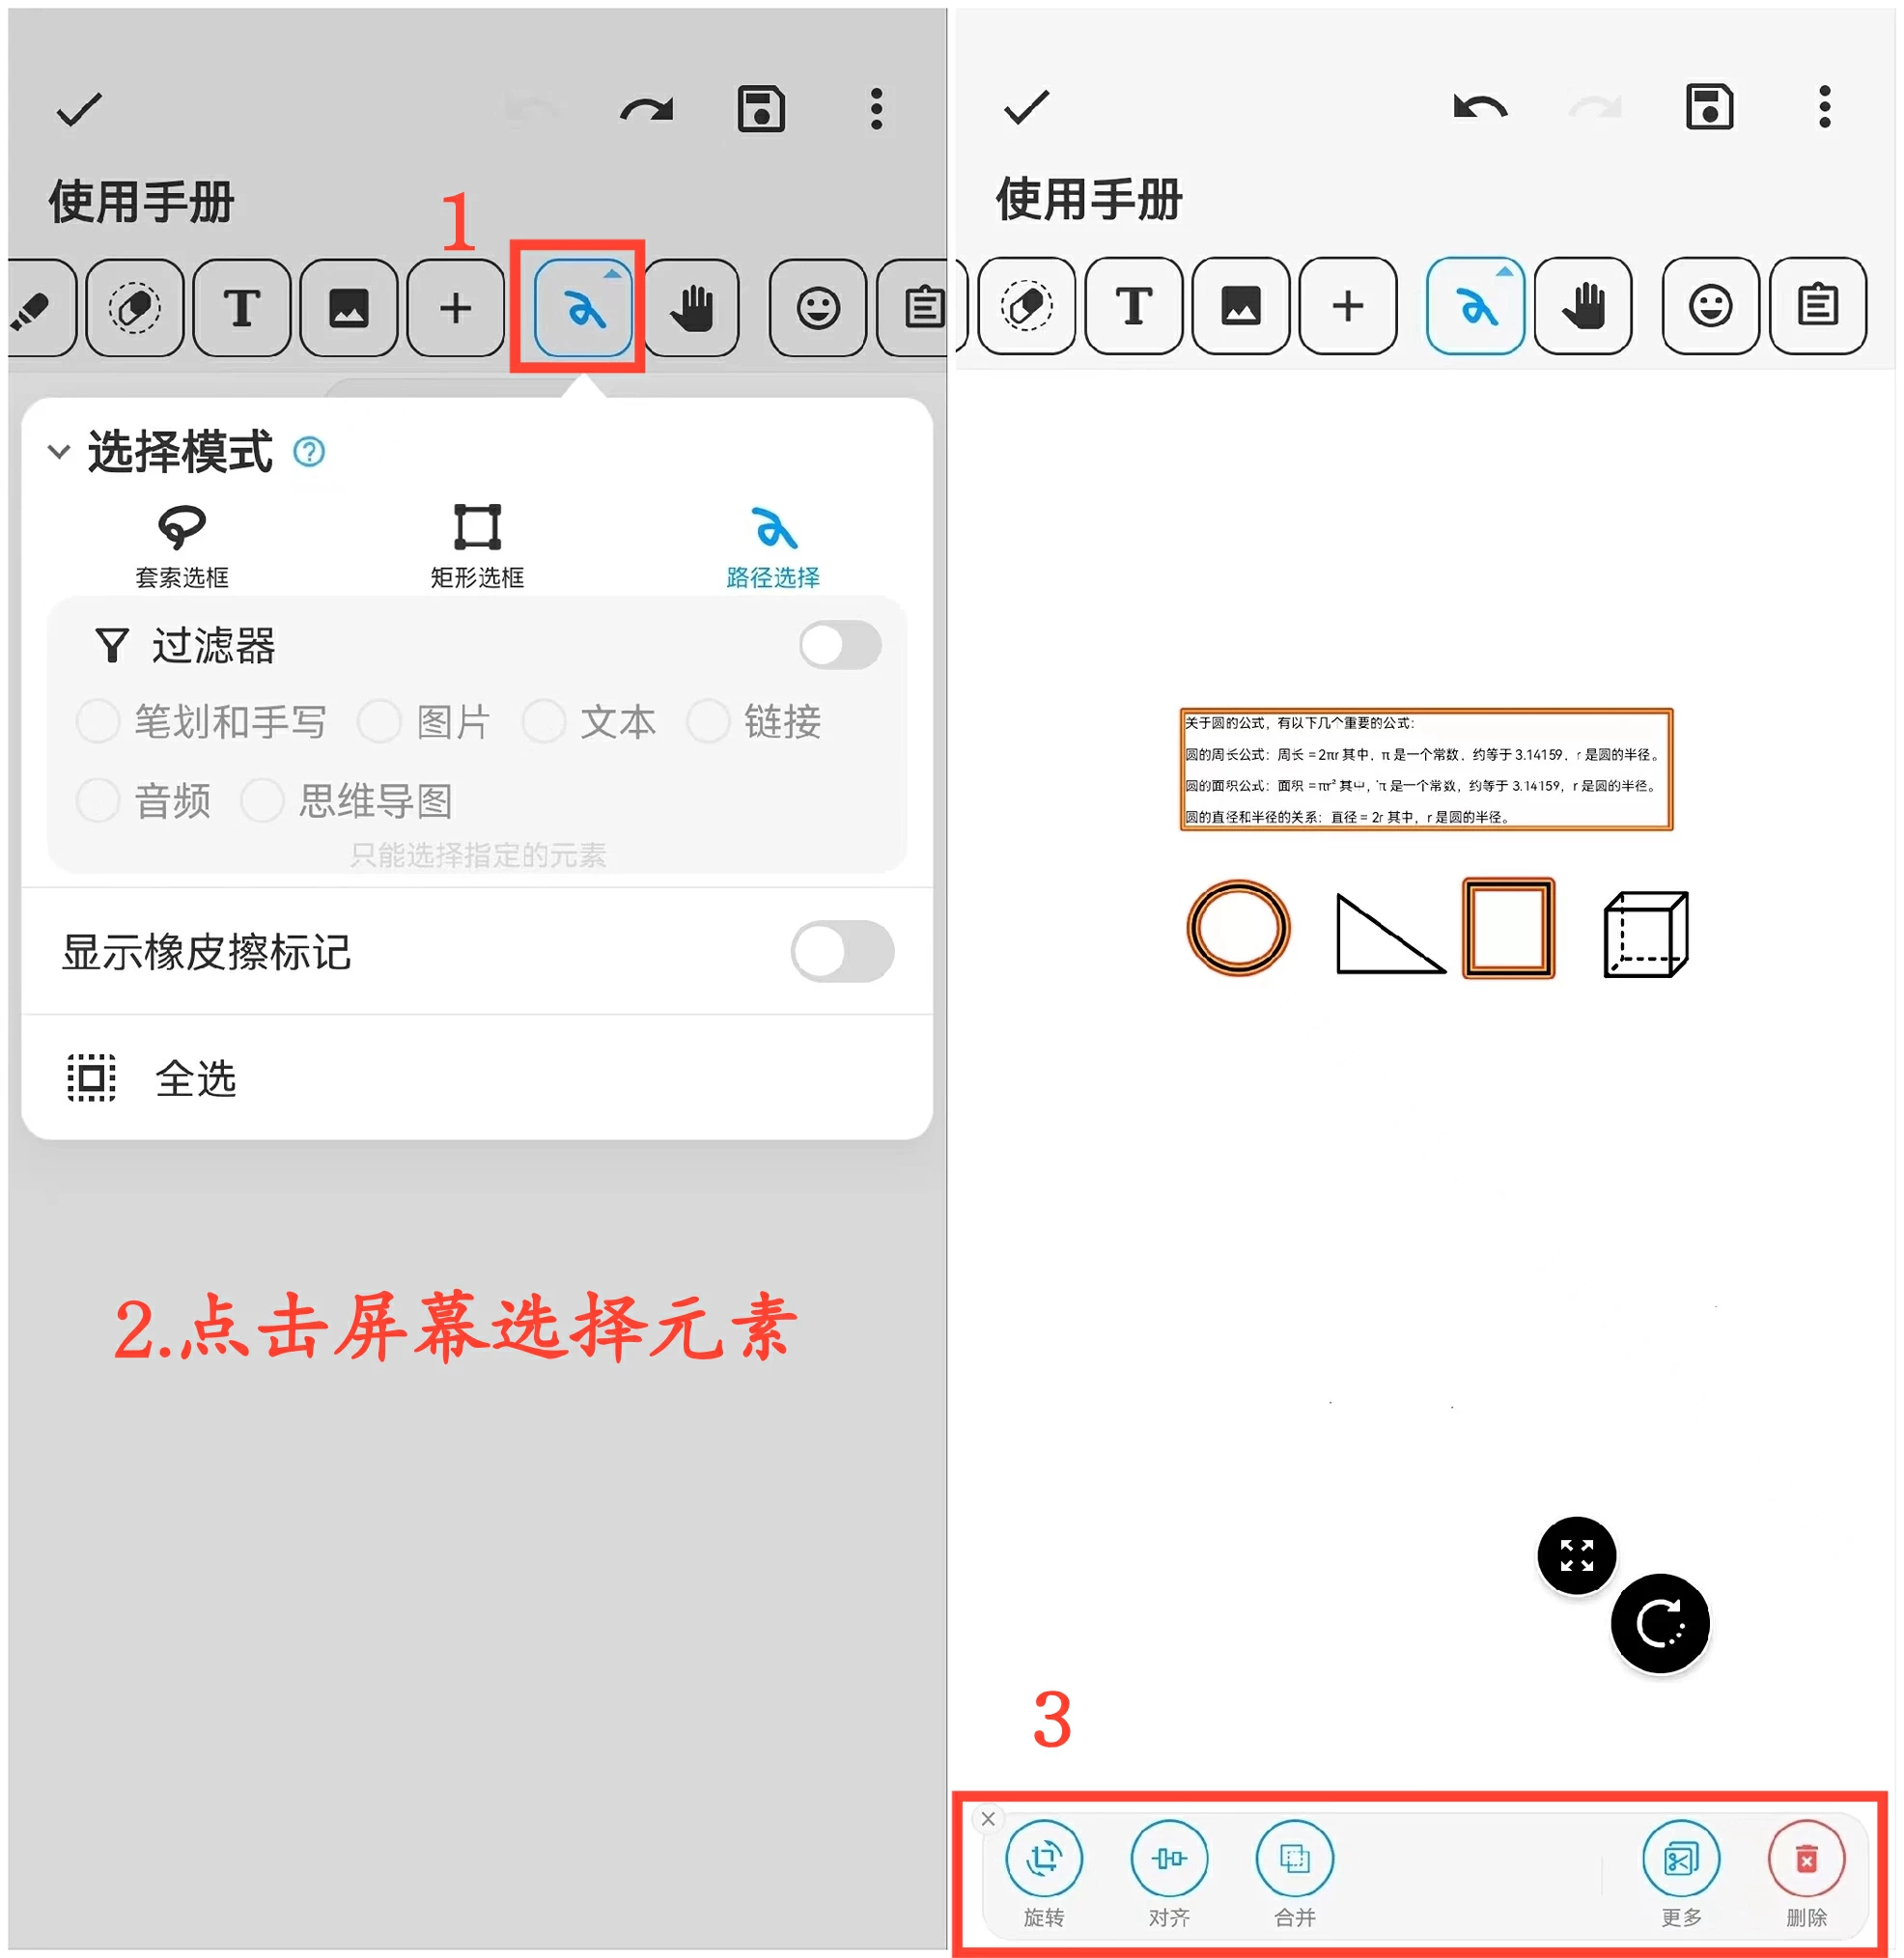 使用手册
1
T
选择模式 ?
套索选框 矩形选框 路径选择
过滤器
笔划和手写 图片 文本 链接
音频 思维导图
只能选择指定的元素
显示橡皮擦标记
全选
2.点击屏幕选择元素
使用手册
T
关于圆的公式，有以下几个重要的公式：
圆的周长公式：周长 = 2πr 其中，π 是一个常数，约等于 3.14159，r 是圆的半径。
圆的面积公式：面积 = πr² 其中，π 是一个常数，约等于 3.14159，r 是圆的半径。
圆的直径和半径的关系：直径 = 2r 其中，r 是圆的半径。
3
旋转 对齐 合并 更多 删除